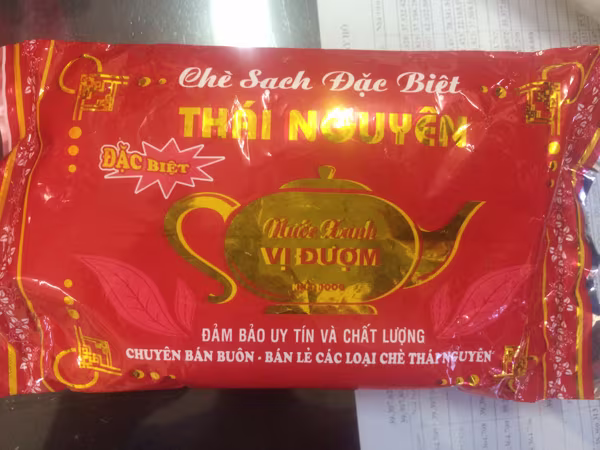 Chè Sạch Đặc Biệt
THÁI NGUYÊN
ĐẶC BIỆT
Nước Xanh
VỊ ĐƯỢM
ĐẢM BẢO UY TÍN VÀ CHẤT LƯỢNG
CHUYÊN BÁN BUÔN - BÁN LẺ CÁC LOẠI CHÈ THÁI NGUYÊN